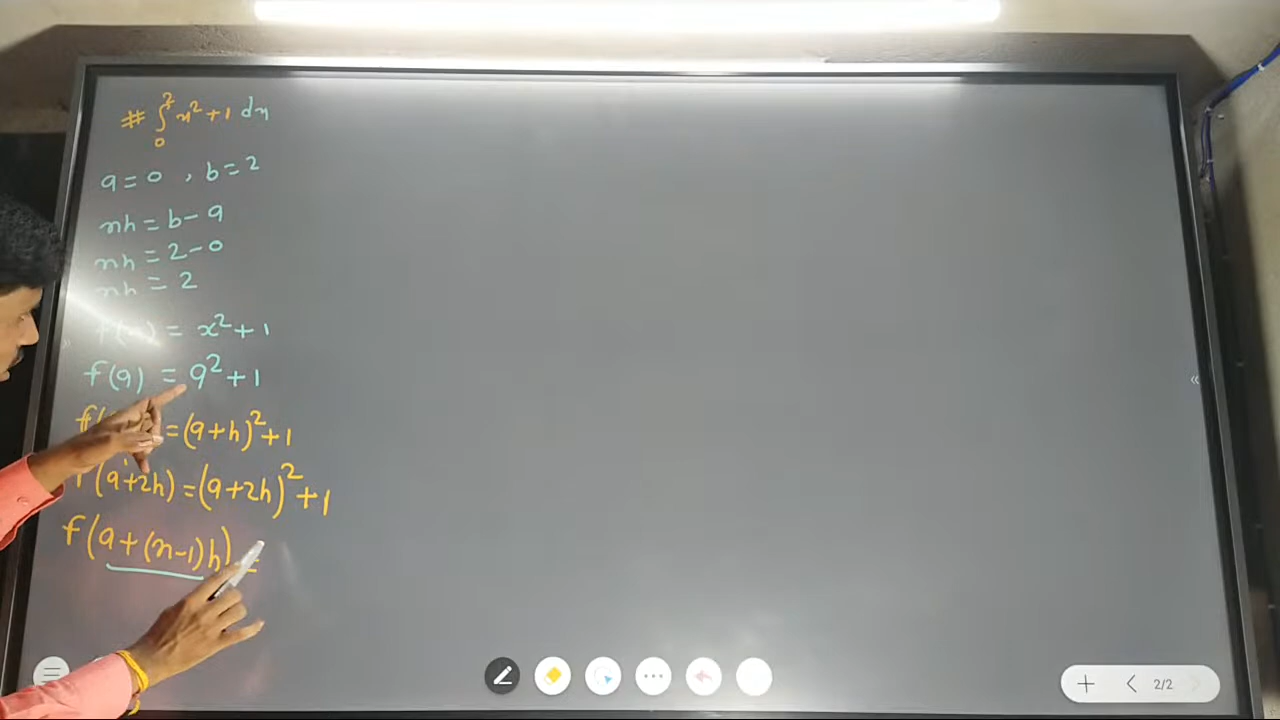 # ∫₀² x² + 1 dx
a = 0 , b = 2
nh = b - a
nh = 2 - 0
nh = 2
f(x) = x² + 1
f(a) = a² + 1
= (a+h)² + 1
f(a+2h) = (a+2h)² + 1
f(a+(n-1)h) =
2/2